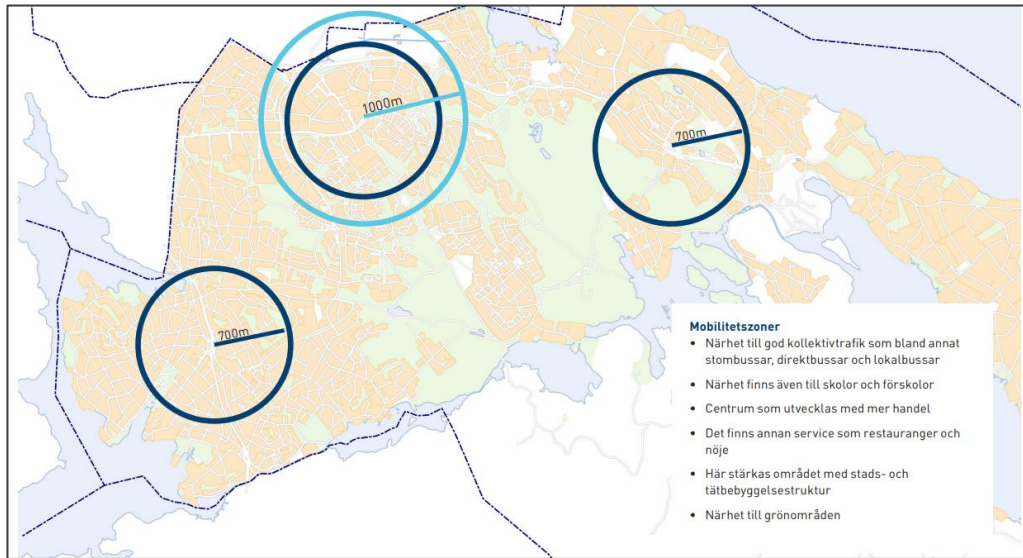 1000m
700m
700m
Mobilitetszoner
• Närhet till god kollektivtrafik som bland annat
stombussar, direktbussar och lokalbussar
• Närhet finns även till skolor och förskolor
• Centrum som utvecklas med mer handel
• Det finns annan service som restauranger och
nöje
• Här stärkas området med stads- och
tätbebyggelsestruktur
• Närhet till grönområden